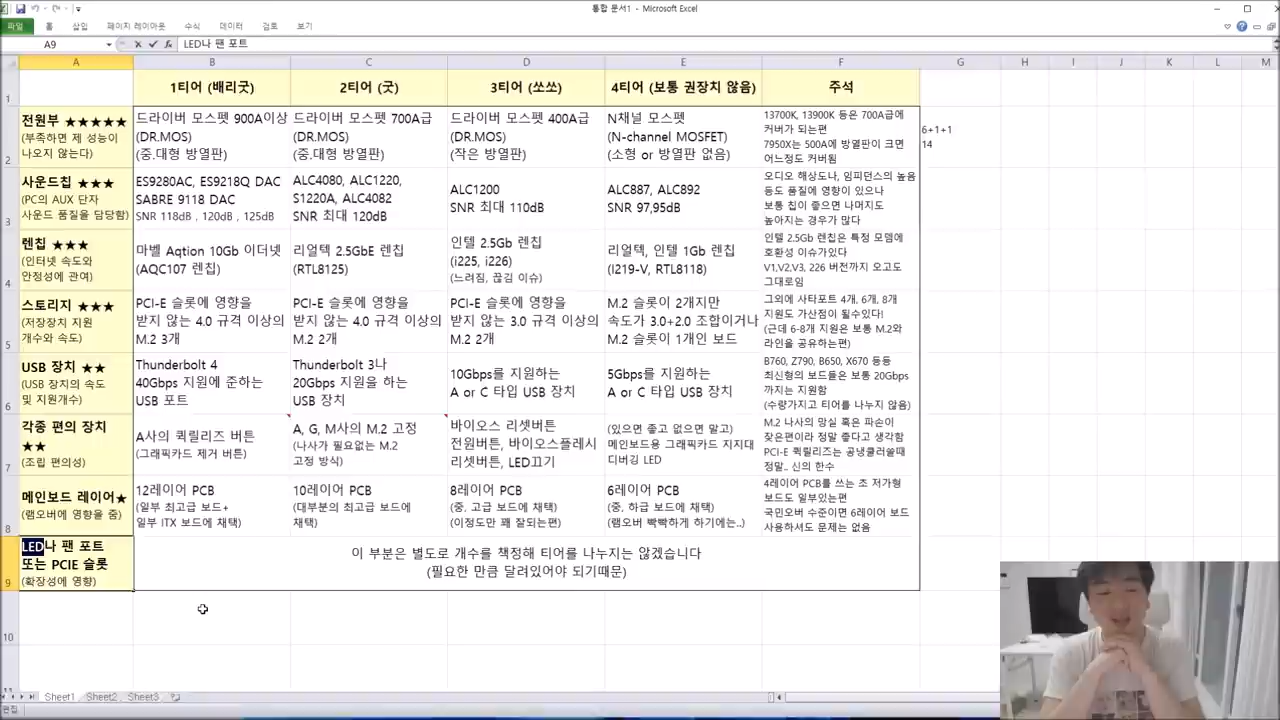 통합 문서1 - Microsoft Excel
파일 홈 삽입 페이지 레이아웃 수식 데이터 검토 보기
A9 fx LED나 팬 포트
A B C D E F G H I J K L M
1 1티어 (배리굿) 2티어 (굿) 3티어 (쏘쏘) 4티어 (보통 권장치 않음) 주석
2
전원부 ★★★★★
(부족하면 제 성능이
나오지 않는다)
드라이버 모스펫 900A이상
(DR.MOS)
(중.대형 방열판)
드라이버 모스펫 700A급
(DR.MOS)
(중.대형 방열판)
드라이버 모스펫 400A급
(DR.MOS)
(작은 방열판)
N채널 모스펫
(N-channel MOSFET)
(소형 or 방열판 없음)
13700K, 13900K 등은 700A급에
커버가 되는편
7950X는 500A에 방열판이 크면
어느정도 커버됨
6+1+1
14
3
사운드칩 ★★★
(PC의 AUX 단자
사운드 품질을 담당함)
ES9280AC, ES9218Q DAC
SABRE 9118 DAC
SNR 118dB , 120dB , 125dB
ALC4080, ALC1220,
S1220A, ALC4082
SNR 최대 120dB
ALC1200
SNR 최대 110dB
ALC887, ALC892
SNR 97,95dB
오디오 해상도나, 임피던스의 높음
등도 품질에 영향이 있으나
보통 칩이 좋으면 나머지도
높아지는 경우가 많다
4
렌칩 ★★★
(인터넷 속도와
안정성에 관여)
마벨 Aqtion 10Gb 이더넷
(AQC107 렌칩)
리얼텍 2.5GbE 렌칩
(RTL8125)
인텔 2.5Gb 렌칩
(i225, i226)
(느려짐, 끊김 이슈)
리얼텍, 인텔 1Gb 렌칩
(I219-V, RTL8118)
인텔 2.5Gb 렌칩은 특정 모뎀에
호환성 이슈가있다
V1,V2,V3, 226 버전까지 오고도
그대로임
5
스토리지 ★★★
(저장장치 지원
개수와 속도)
PCI-E 슬롯에 영향을
받지 않는 4.0 규격 이상의
M.2 3개
PCI-E 슬롯에 영향을
받지 않는 4.0 규격 이상의
M.2 2개
PCI-E 슬롯에 영향을
받지 않는 3.0 규격 이상의
M.2 2개
M.2 슬롯이 2개지만
속도가 3.0+2.0 조합이거나
M.2 슬롯이 1개인 보드
그외에 사타포트 4개, 6개, 8개
지원도 가산점이 될수있다!
(근데 6-8개 지원은 보통 M.2와
라인을 공유하는편)
6
USB 장치 ★★
(USB 장치의 속도
및 지원개수)
Thunderbolt 4
40Gbps 지원에 준하는
USB 포트
Thunderbolt 3나
20Gbps 지원을 하는
USB 장치
10Gbps를 지원하는
A or C 타입 USB 장치
5Gbps를 지원하는
A or C 타입 USB 장치
B760, Z790, B650, X670 등등
최신형의 보드들은 보통 20Gbps
까지는 지원함
(수량가지고 티어를 나누지 않음)
7
각종 편의 장치
★★
(조립 편의성)
A사의 퀵릴리즈 버튼
(그래픽카드 제거 버튼)
A, G, M사의 M.2 고정
(나사가 필요없는 M.2
고정 방식)
바이오스 리셋버튼
전원버튼, 바이오스플레시
리셋버튼, LED끄기
(있으면 좋고 없으면 말고)
메인보드용 그래픽카드 지지대
디버깅 LED
M.2 나사의 망실 혹은 파손이
잦은편이라 정말 좋다고 생각함
PCI-E 퀵릴리즈는 공냉쿨러쓸때
정말.. 신의 한수
8
메인보드 레이어★
(램오버에 영향을 줌)
12레이어 PCB
(일부 최고급 보드+
일부 ITX 보드에 채택)
10레이어 PCB
(대부분의 최고급 보드에
채택)
8레이어 PCB
(중, 고급 보드에 채택)
(이정도만 꽤 잘되는편)
6레이어 PCB
(중, 하급 보드에 채택)
(램오버 빡빡하게 하기에는..)
4레이어 PCB를 쓰는 초 저가형
보드도 일부있는편
국민오버 수준이면 6레이어 보드
사용하셔도 문제는 없음
9
LED나 팬 포트
또는 PCIE 슬롯
(확장성에 영향)
이 부분은 별도로 개수를 책정해 티어를 나누지는 않겠습니다
(필요한 만큼 달려있어야 되기때문)
10
Sheet1 Sheet2 Sheet3
편집